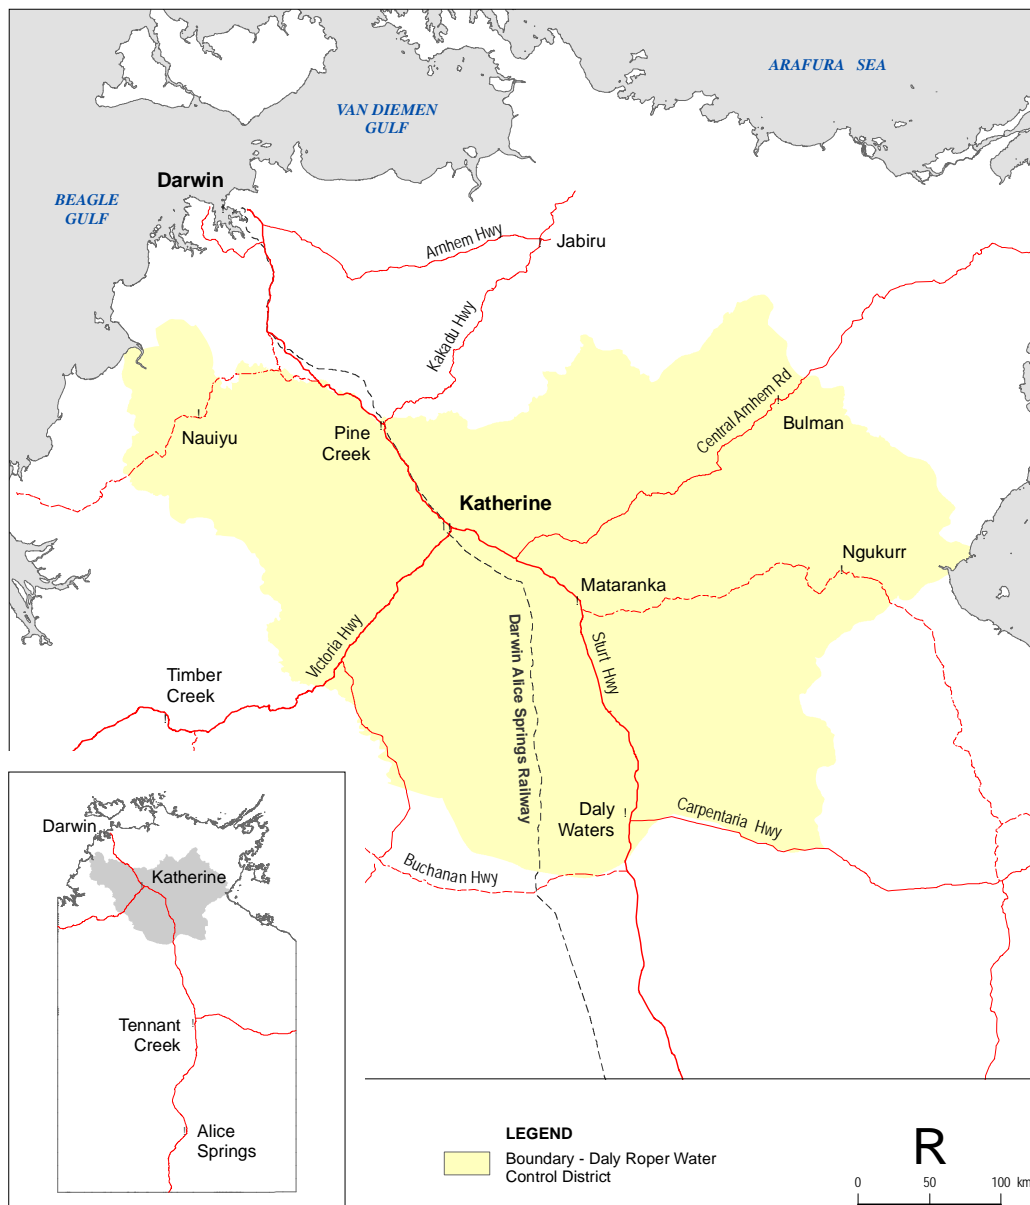 ARAFURA SEA
VAN DIEMEN
GULF
Darwin
BEAGLE
GULF
Arnhem Hwy
Jabiru
Kakadu Hwy
Central Arnhem Rd
Nauiyu
Pine
Creek
Bulman
Katherine
Ngukurr
Mataranka
Victoria Hwy
Sturt Hwy
Timber
Creek
Darwin Alice Springs Railway
Daly
Waters
Carpentaria Hwy
Buchanan Hwy
Darwin
Katherine
Tennant
Creek
Alice
Springs
LEGEND
Boundary - Daly Roper Water
Control District
R
0 50 100 km